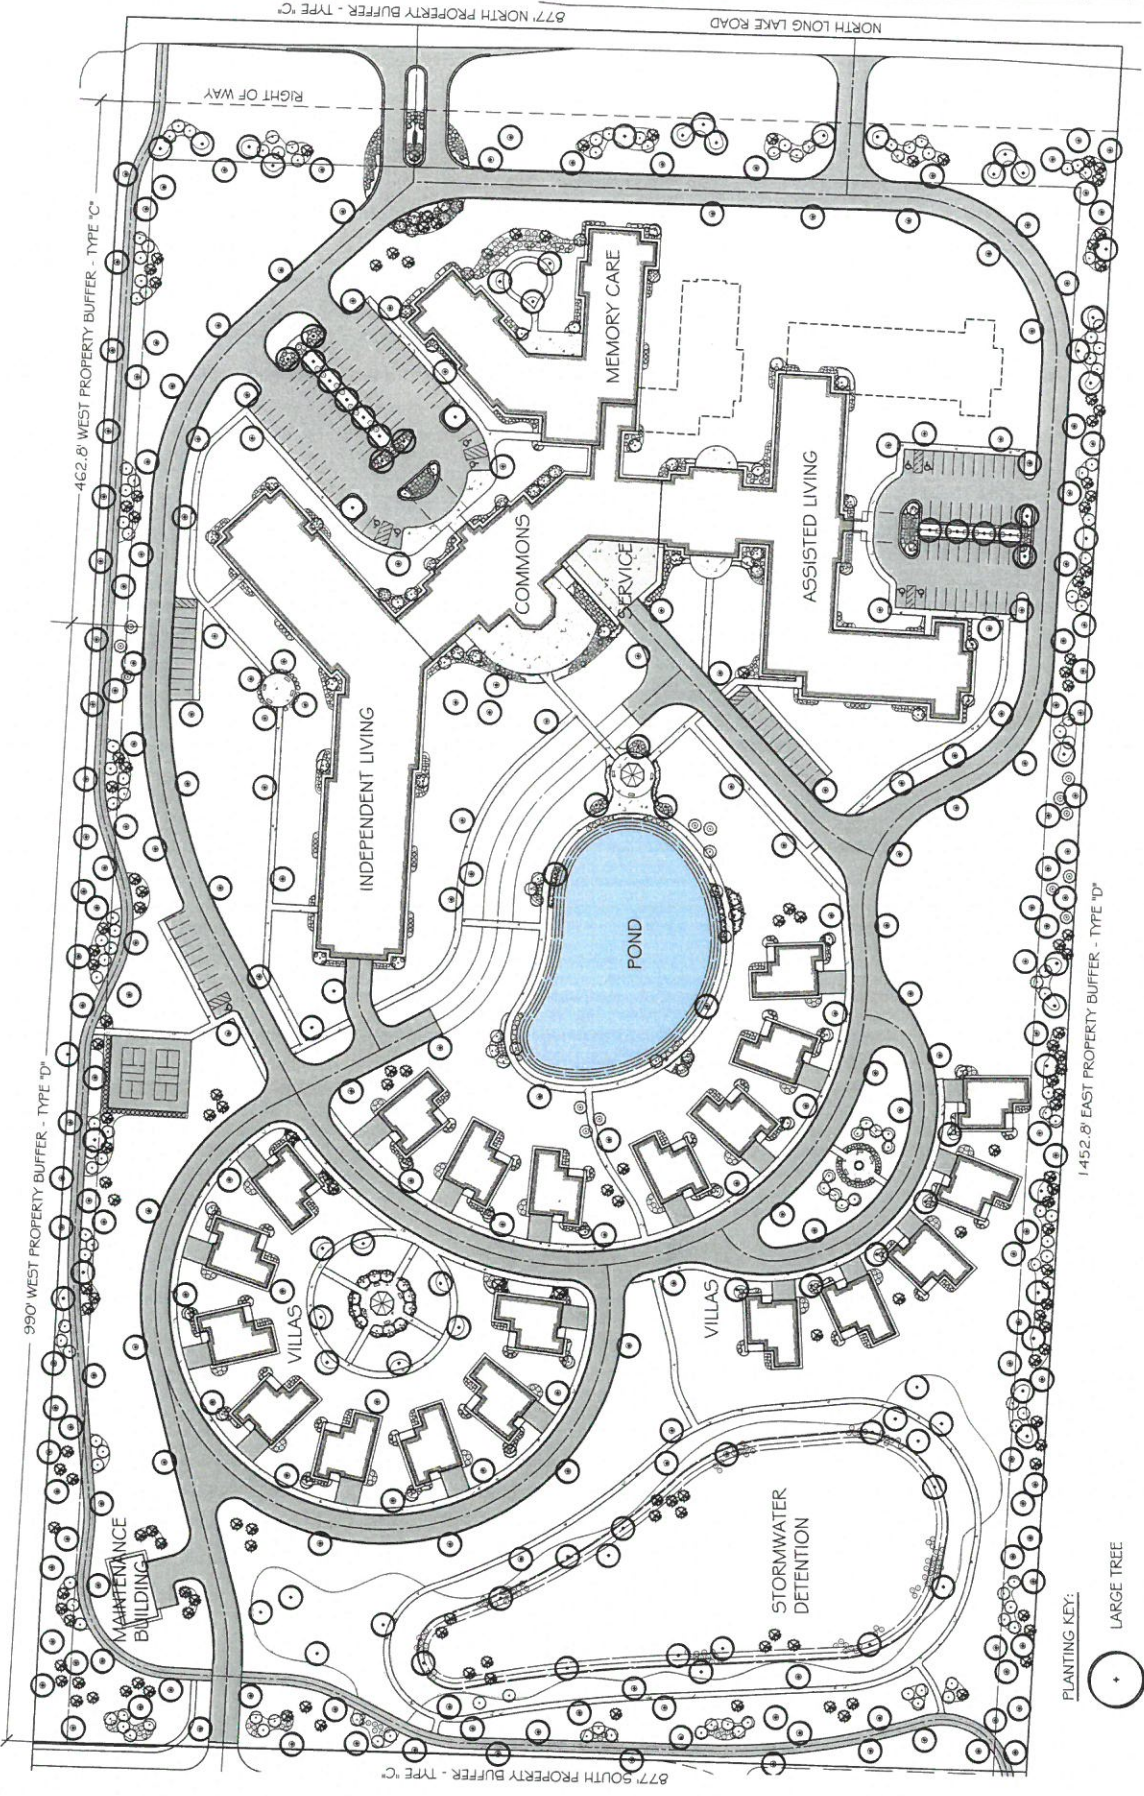 877' NORTH PROPERTY BUFFER - TYPE "C"
NORTH LONG LAKE ROAD
RIGHT OF WAY
462.8' WEST PROPERTY BUFFER - TYPE "C"
MEMORY CARE
COMMONS
SERVICE
ASSISTED LIVING
INDEPENDENT LIVING
POND
990' WEST PROPERTY BUFFER - TYPE "D"
1452.8' EAST PROPERTY BUFFER - TYPE "D"
VILLAS
VILLAS
MAINTENANCE
BUILDING
STORMWATER
DETENTION
877' SOUTH PROPERTY BUFFER - TYPE "C"
PLANTING KEY:
LARGE TREE